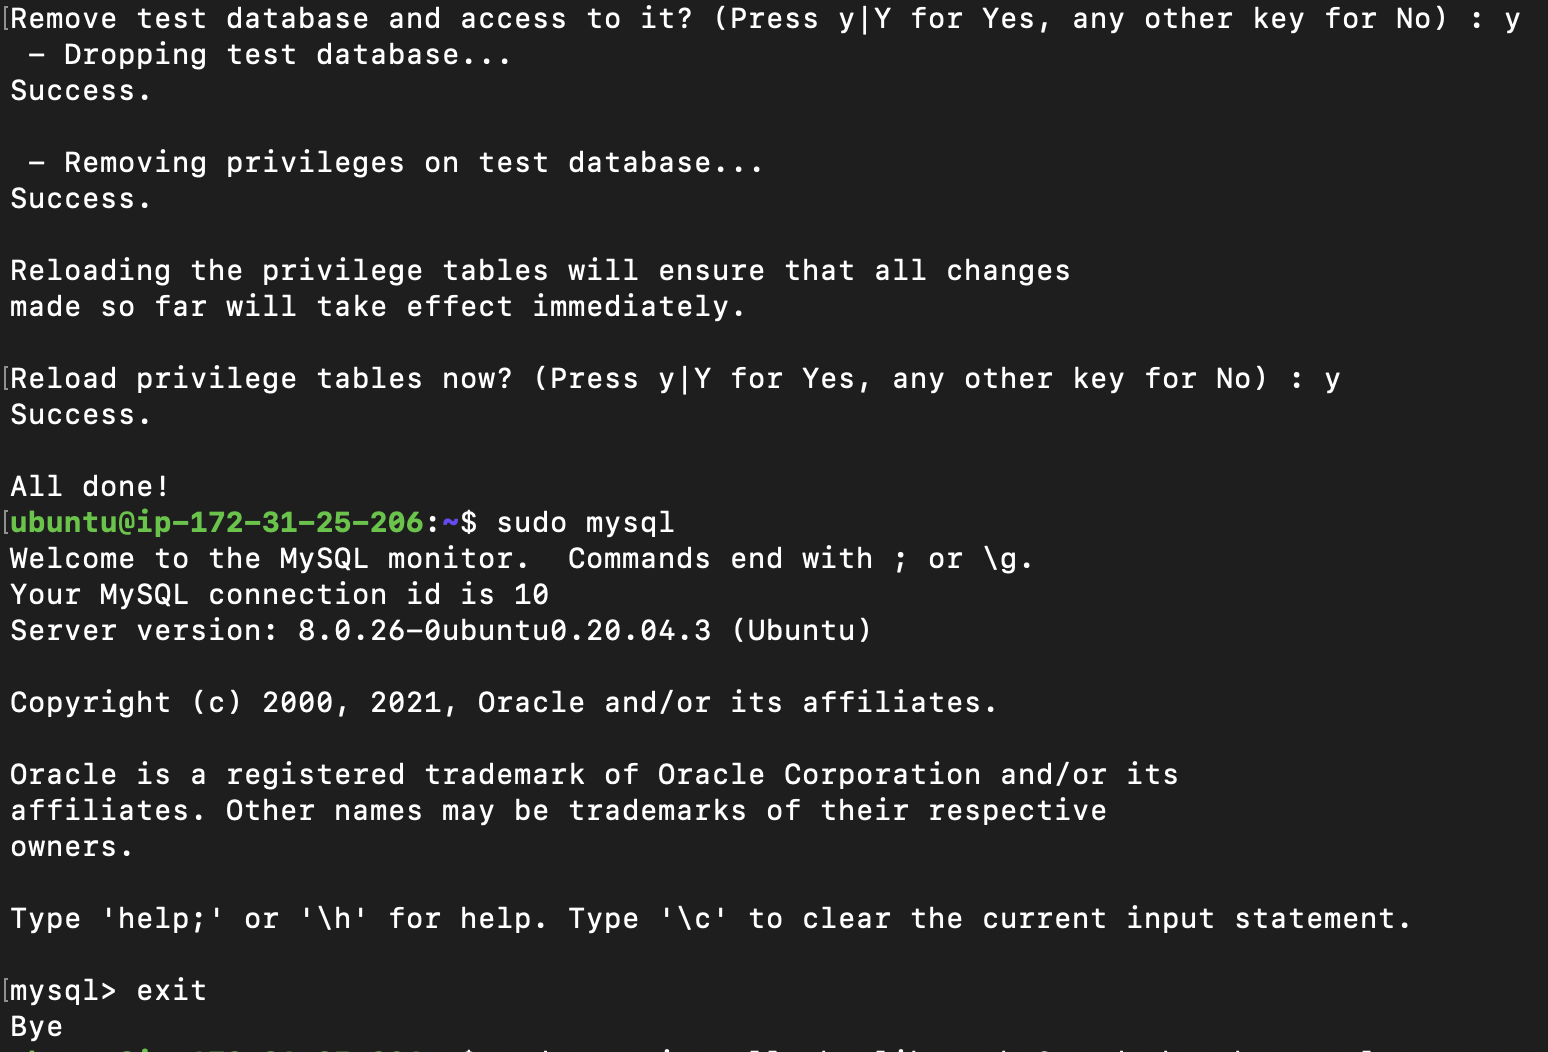 Remove test database and access to it? (Press y|Y for Yes, any other key for No) : y
 - Dropping test database...
Success.
 - Removing privileges on test database...
Success.
Reloading the privilege tables will ensure that all changes
made so far will take effect immediately.
Reload privilege tables now? (Press y|Y for Yes, any other key for No) : y
Success.
All done!
ubuntu@ip-172-31-25-206:~$ sudo mysql
Welcome to the MySQL monitor.  Commands end with ; or \g.
Your MySQL connection id is 10
Server version: 8.0.26-0ubuntu0.20.04.3 (Ubuntu)
Copyright (c) 2000, 2021, Oracle and/or its affiliates.
Oracle is a registered trademark of Oracle Corporation and/or its
affiliates. Other names may be trademarks of their respective
owners.
Type 'help;' or '\h' for help. Type '\c' to clear the current input statement.
mysql> exit
Bye